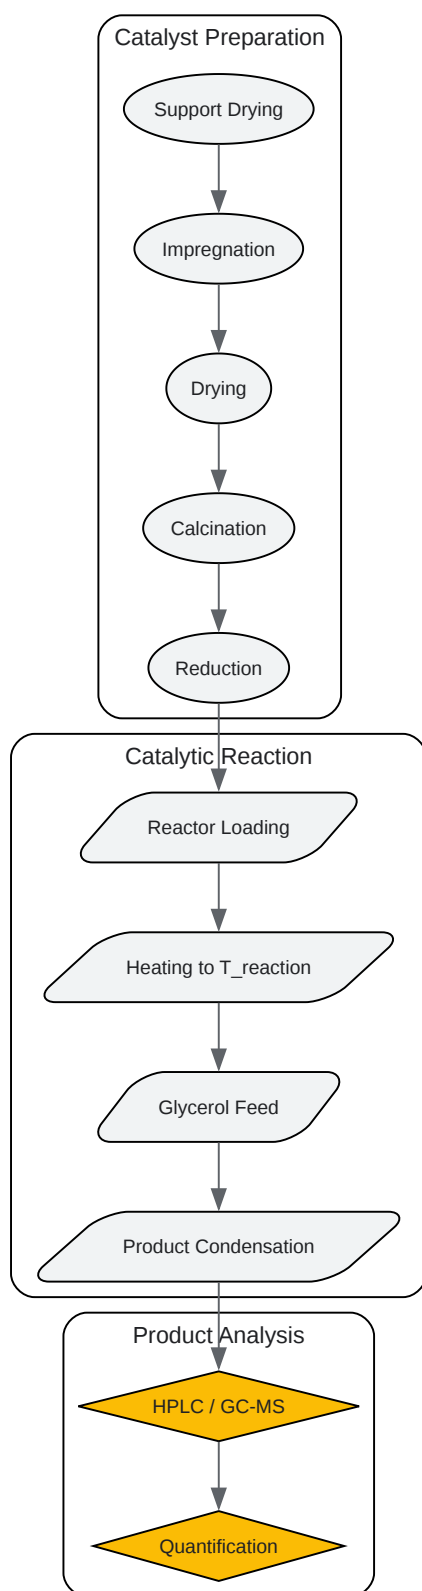 Catalyst Preparation
Support Drying
Impregnation
Drying
Calcination
Reduction
Catalytic Reaction
Reactor Loading
Heating to T_reaction
Glycerol Feed
Product Condensation
Product Analysis
HPLC / GC-MS
Quantification